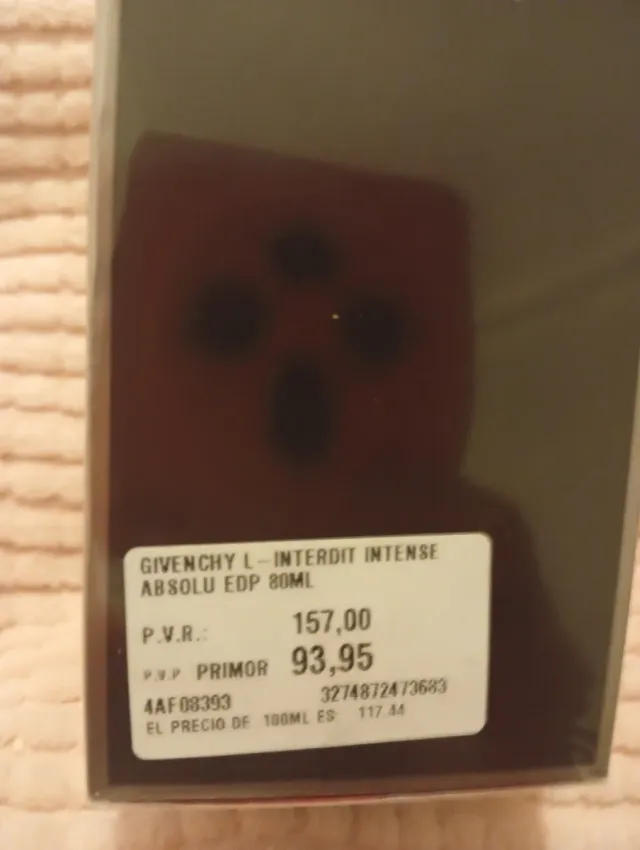 GIVENCHY L-INTERDIT INTENSE
ABSOLU EDP 80ML
P.V.R.: 157,00
P.V.P PRIMOR 93,95
4AF08393 3274872473683
EL PRECIO DE 100ML ES: 117.44